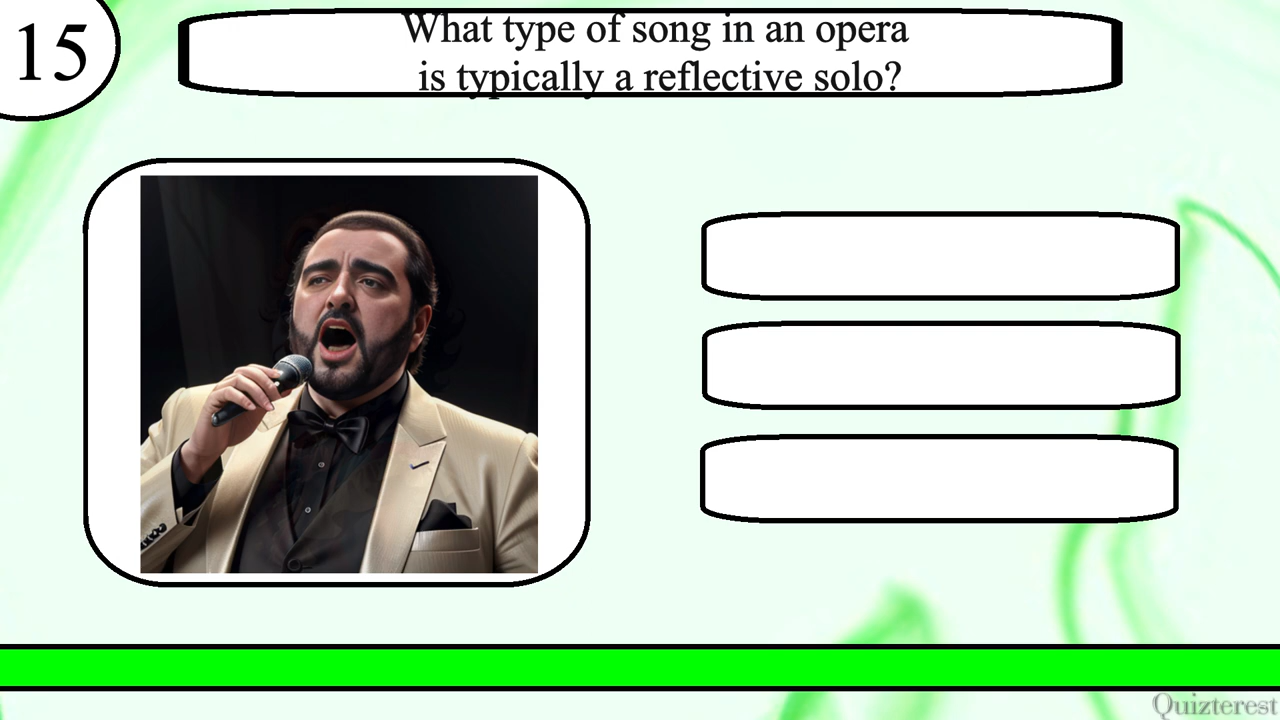 15
What type of song in an opera
is typically a reflective solo?
Quizterest